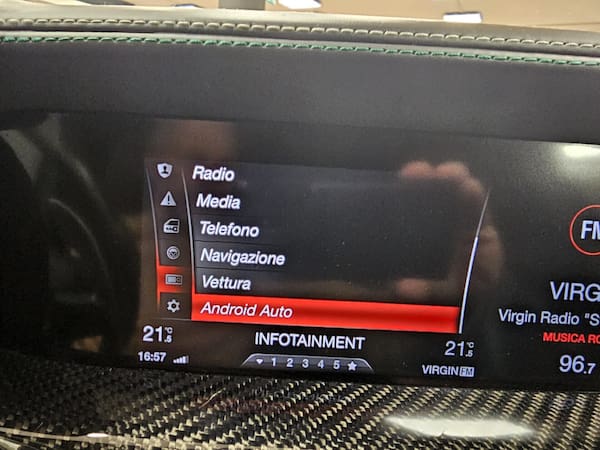 Radio
Media
Telefono
Navigazione
Vettura
Android Auto
FM
VIRG
Virgin Radio "S
MUSICA RO
96.7
21.5°C
INFOTAINMENT
21.5°C
16:57
1 2 3 4 5
VIRGIN FM